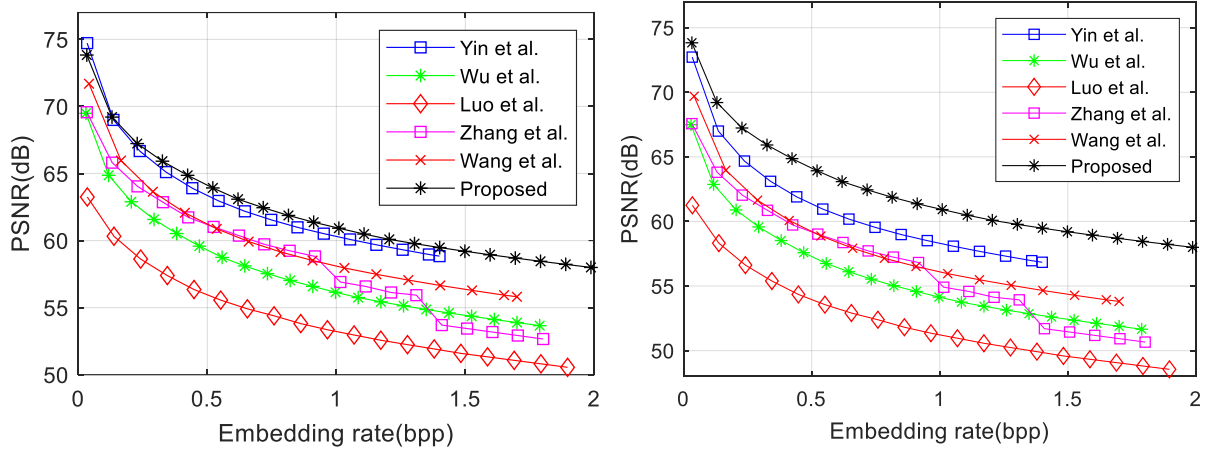 75
70
65
60
55
50
0
0.5
1
1.5
2
PSNR(dB)
Embedding rate(bpp)
Yin et al.
Wu et al.
Luo et al.
Zhang et al.
Wang et al.
Proposed
75
70
65
60
55
50
0
0.5
1
1.5
2
PSNR(dB)
Embedding rate(bpp)
Yin et al.
Wu et al.
Luo et al.
Zhang et al.
Wang et al.
Proposed